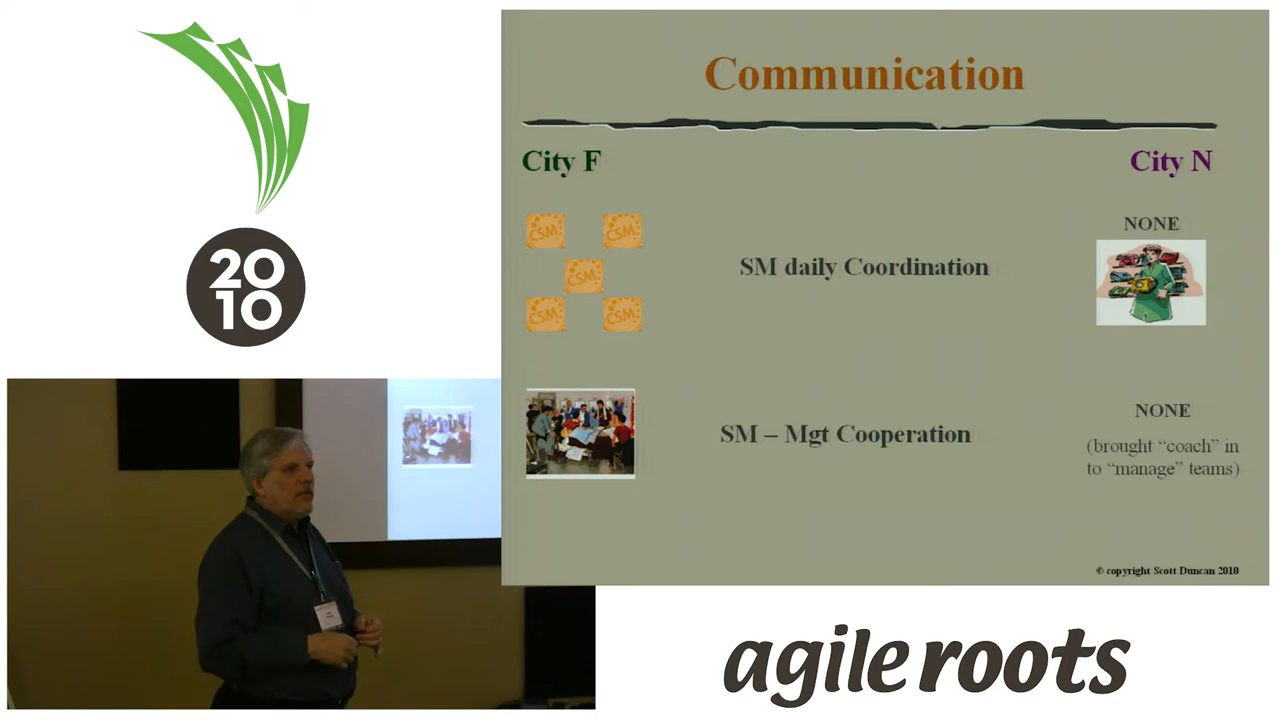 20
10
Communication
City F
City N
CSM
CSM
CSM
CSM
CSM
SM daily Coordination
NONE
SM – Mgt Cooperation
NONE
(brought “coach” in
to “manage” teams)
© copyright Scott Duncan 2010
agile roots